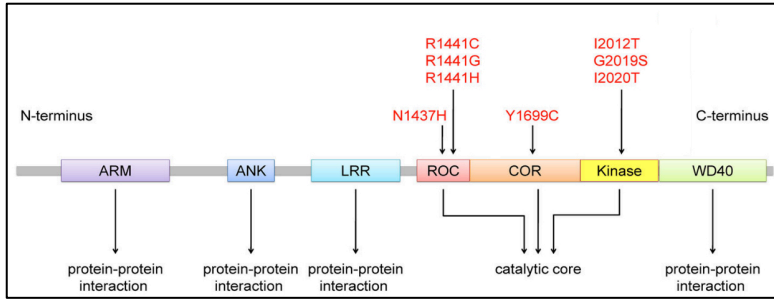 R1441C
R1441G
R1441H
I2012T
G2019S
I2020T
N-terminus
N1437H
Y1699C
C-terminus
ARM
ANK
LRR
ROC
COR
Kinase
WD40
protein-protein
interaction
protein-protein
interaction
protein-protein
interaction
catalytic core
protein-protein
interaction